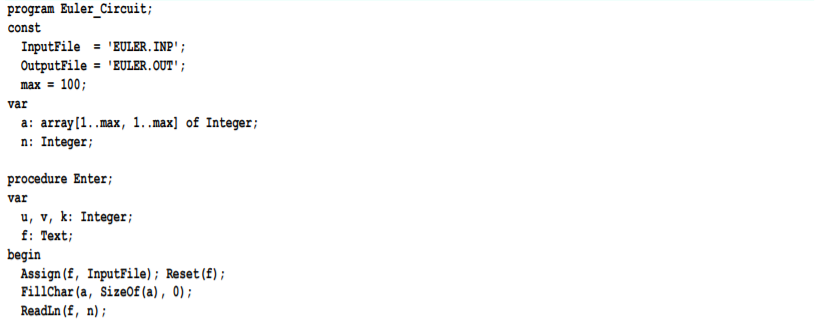 program Euler_Circuit;
const
  InputFile  = 'EULER.INP';
  OutputFile = 'EULER.OUT';
  max = 100;
var
  a: array[1..max, 1..max] of Integer;
  n: Integer;

procedure Enter;
var
  u, v, k: Integer;
  f: Text;
begin
  Assign(f, InputFile); Reset(f);
  FillChar(a, SizeOf(a), 0);
  ReadLn(f, n);